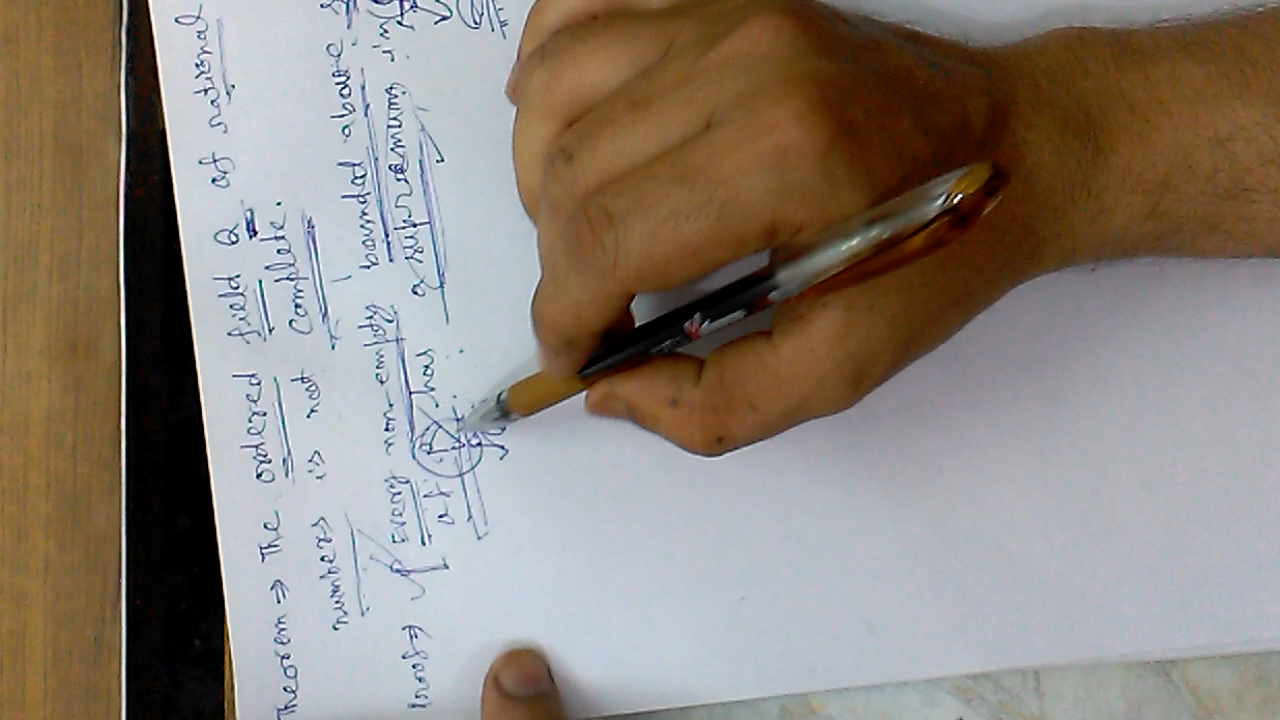 Theorem ⇒ The ordered field Q of rational
numbers is not complete.
Proof ⇒ Every non-empty bounded above
of R has a supremum in